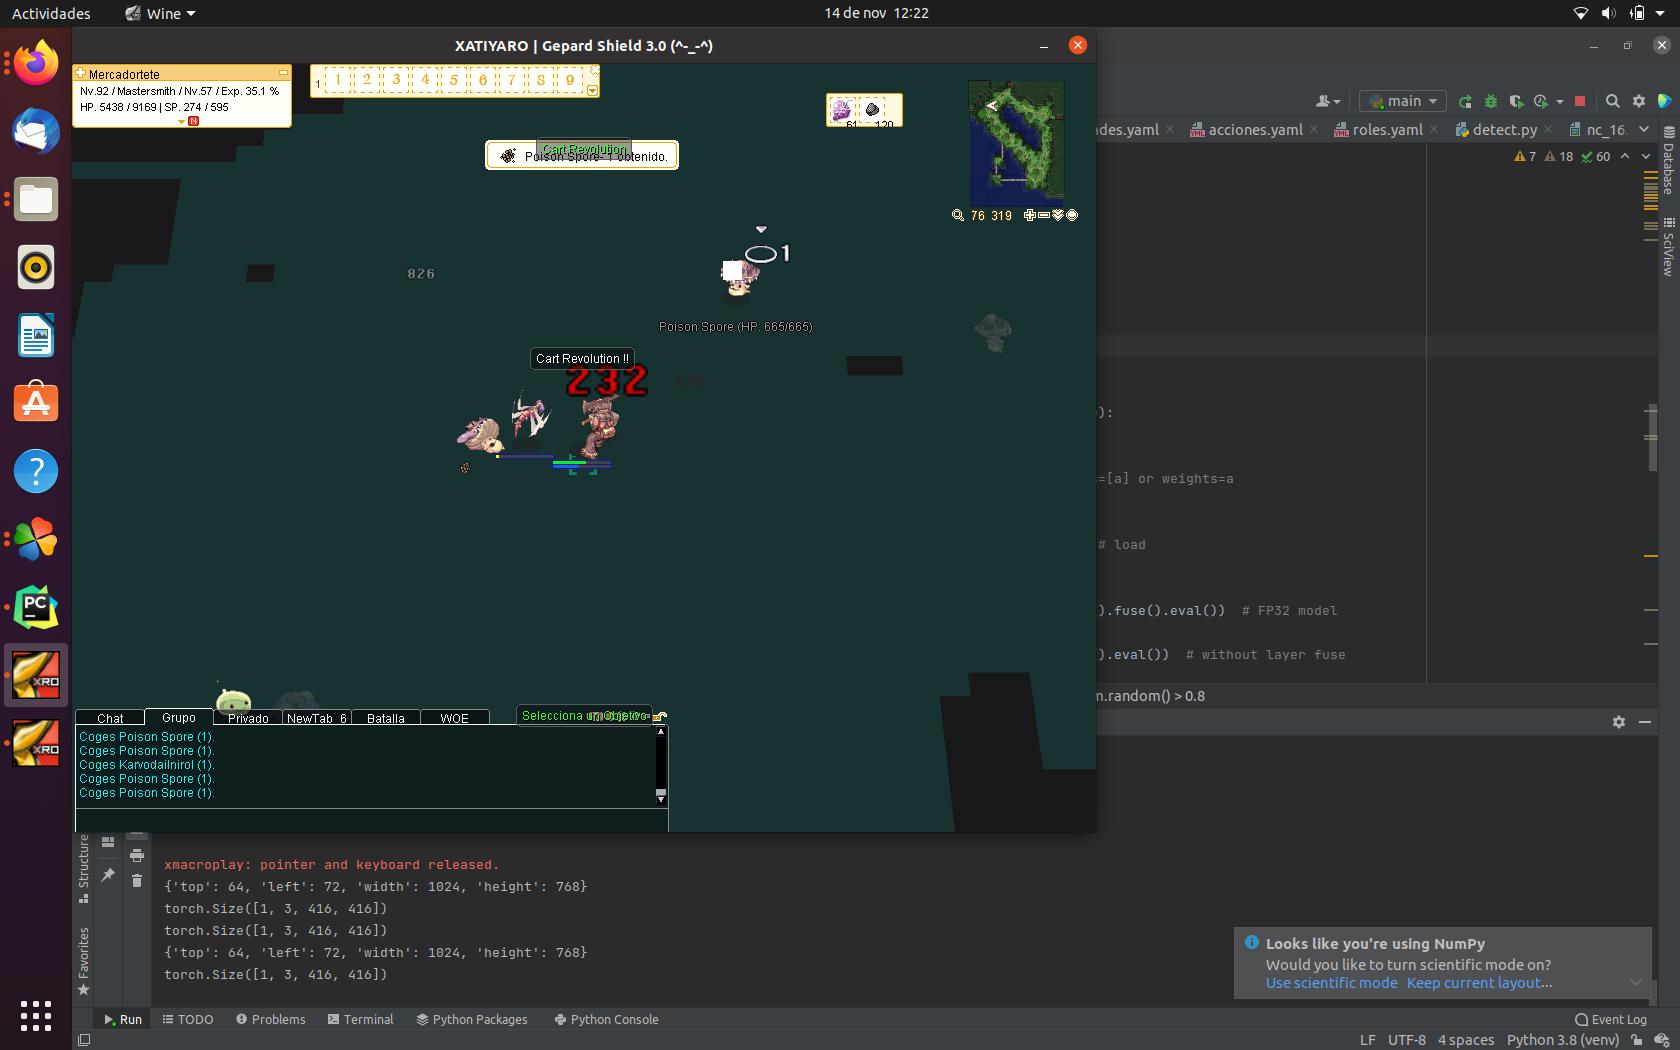 Actividades
Wine
14 de nov 12:22
XATIYARO | Gepard Shield 3.0 (^-_-^)
Mercadortete
Nv.92 / Mastersmith / Nv.57 / Exp. 35.1 %
HP. 5438 / 9169 | SP. 274 / 595
N
1
1 2 3 4 5 6 7 8 9
61 120
Cart Revolution
Poison Spore- 1 obtenido.
76 319
826
1
Poison Spore (HP: 665/665)
Cart Revolution !!
232
Chat
Grupo
Privado
NewTab_6
Batalla
WOE
Selecciona un objetivo
Coges Poison Spore (1).
Coges Poison Spore (1).
Coges Karvodailnirol (1).
Coges Poison Spore (1).
Coges Poison Spore (1).
main
des.yaml
acciones.yaml
roles.yaml
detect.py
nc_16.
7 18 60
Database
SciView
):
=[a] or weights=a
# load
).fuse().eval()) # FP32 model
).eval()) # without layer fuse
m.random() > 0.8
PC
XRO
XRO
Structure
Favorites
xmacroplay: pointer and keyboard released.
{'top': 64, 'left': 72, 'width': 1024, 'height': 768}
torch.Size([1, 3, 416, 416])
torch.Size([1, 3, 416, 416])
{'top': 64, 'left': 72, 'width': 1024, 'height': 768}
torch.Size([1, 3, 416, 416])
Looks like you're using NumPy
Would you like to turn scientific mode on?
Use scientific mode Keep current layout...
Run
TODO
Problems
Terminal
Python Packages
Python Console
Event Log
LF UTF-8 4 spaces Python 3.8 (venv)